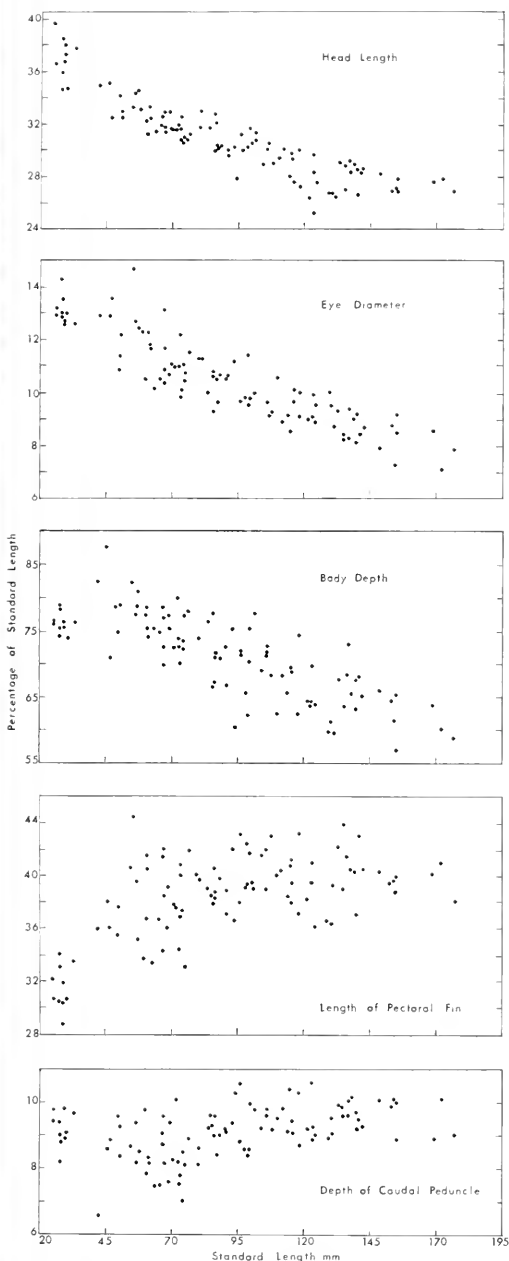 40
36
32
28
24
Head Length
14
12
10
8
6
Eye Diameter
Percentage of Standard Length
85
75
65
55
Body Depth
44
40
36
32
28
Length of Pectoral Fin
10
8
6
Depth of Caudal Peduncle
20 45 70 95 120 145 170 195
Standard Length mm